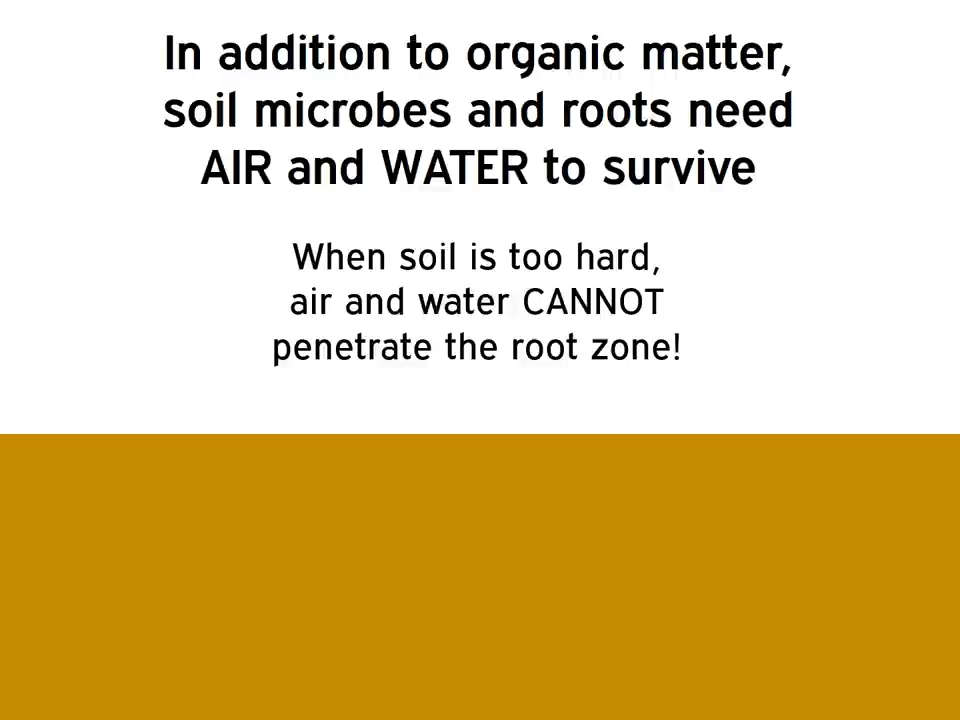 In addition to organic matter,
soil microbes and roots need
AIR and WATER to survive
When soil is too hard,
air and water CANNOT
penetrate the root zone!